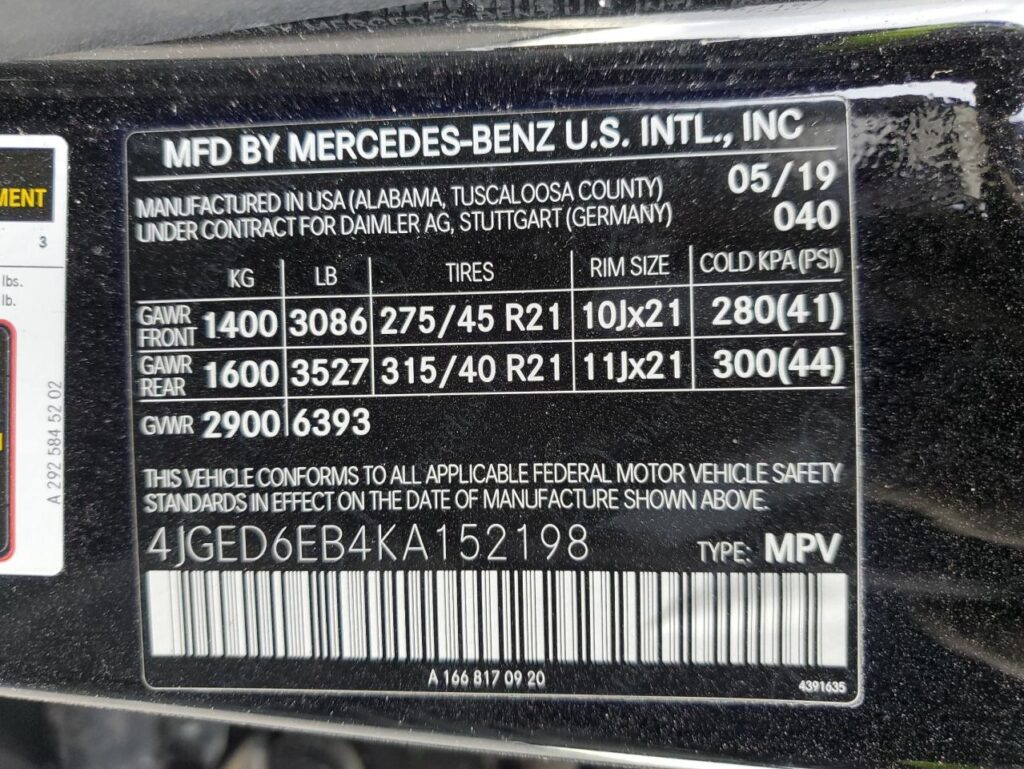 MFD BY MERCEDES-BENZ U.S. INTL., INC
MANUFACTURED IN USA (ALABAMA, TUSCALOOSA COUNTY) 05/19
UNDER CONTRACT FOR DAIMLER AG, STUTTGART (GERMANY) 040
KG LB TIRES RIM SIZE COLD KPA (PSI)
GAWR FRONT 1400 3086 275/45 R21 10Jx21 280(41)
GAWR REAR 1600 3527 315/40 R21 11Jx21 300(44)
GVWR 2900 6393
THIS VEHICLE CONFORMS TO ALL APPLICABLE FEDERAL MOTOR VEHICLE SAFETY
STANDARDS IN EFFECT ON THE DATE OF MANUFACTURE SHOWN ABOVE.
4JGED6EB4KA152198 TYPE: MPV
A 166 817 09 20
4391635
MENT
3
lbs.
lb.
A 292 584 52 02